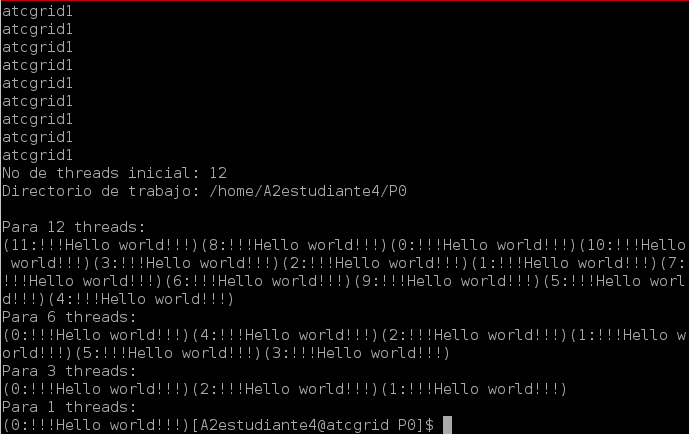 atcgrid1
atcgrid1
atcgrid1
atcgrid1
atcgrid1
atcgrid1
atcgrid1
atcgrid1
atcgrid1
No de threads inicial: 12
Directorio de trabajo: /home/A2estudiante4/P0
Para 12 threads:
(11:!!!Hello world!!!)(8:!!!Hello world!!!)(0:!!!Hello world!!!)(10:!!!Hello
 world!!!)(3:!!!Hello world!!!)(2:!!!Hello world!!!)(1:!!!Hello world!!!)(7:
!!!Hello world!!!)(6:!!!Hello world!!!)(9:!!!Hello world!!!)(5:!!!Hello worl
d!!!)(4:!!!Hello world!!!)
Para 6 threads:
(0:!!!Hello world!!!)(4:!!!Hello world!!!)(2:!!!Hello world!!!)(1:!!!Hello w
orld!!!)(5:!!!Hello world!!!)(3:!!!Hello world!!!)
Para 3 threads:
(0:!!!Hello world!!!)(2:!!!Hello world!!!)(1:!!!Hello world!!!)
Para 1 threads:
(0:!!!Hello world!!!)[A2estudiante4@atcgrid P0]$